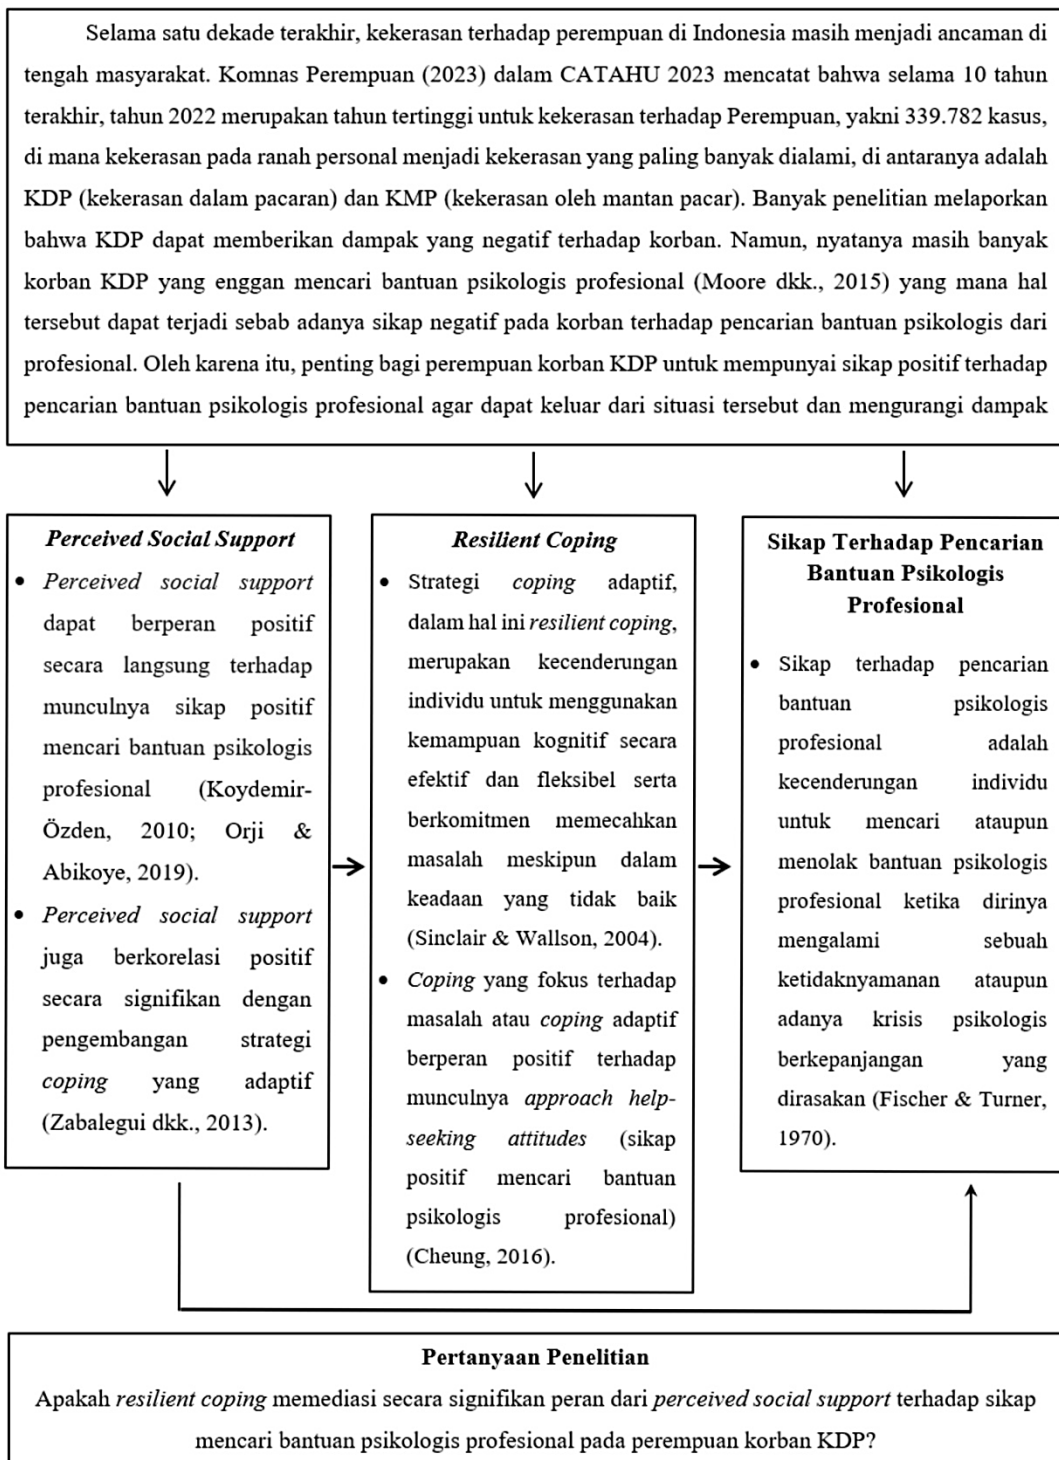 Selama satu dekade terakhir, kekerasan terhadap perempuan di Indonesia masih menjadi ancaman di
tengah masyarakat. Komnas Perempuan (2023) dalam CATAHU 2023 mencatat bahwa selama 10 tahun
terakhir, tahun 2022 merupakan tahun tertinggi untuk kekerasan terhadap Perempuan, yakni 339.782 kasus,
di mana kekerasan pada ranah personal menjadi kekerasan yang paling banyak dialami, di antaranya adalah
KDP (kekerasan dalam pacaran) dan KMP (kekerasan oleh mantan pacar). Banyak penelitian melaporkan
bahwa KDP dapat memberikan dampak yang negatif terhadap korban. Namun, nyatanya masih banyak
korban KDP yang enggan mencari bantuan psikologis profesional (Moore dkk., 2015) yang mana hal
tersebut dapat terjadi sebab adanya sikap negatif pada korban terhadap pencarian bantuan psikologis dari
profesional. Oleh karena itu, penting bagi perempuan korban KDP untuk mempunyai sikap positif terhadap
pencarian bantuan psikologis profesional agar dapat keluar dari situasi tersebut dan mengurangi dampak
Perceived Social Support
• Perceived social support
dapat berperan positif
secara langsung terhadap
munculnya sikap positif
mencari bantuan psikologis
profesional (Koydemir-
Özden, 2010; Orji &
Abikoye, 2019).
• Perceived social support
juga berkorelasi positif
secara signifikan dengan
pengembangan strategi
coping yang adaptif
(Zabalegui dkk., 2013).
Resilient Coping
• Strategi coping adaptif,
dalam hal ini resilient coping,
merupakan kecenderungan
individu untuk menggunakan
kemampuan kognitif secara
efektif dan fleksibel serta
berkomitmen memecahkan
masalah meskipun dalam
keadaan yang tidak baik
(Sinclair & Wallson, 2004).
• Coping yang fokus terhadap
masalah atau coping adaptif
berperan positif terhadap
munculnya approach help-
seeking attitudes (sikap
positif mencari bantuan
psikologis profesional)
(Cheung, 2016).
Sikap Terhadap Pencarian
Bantuan Psikologis
Profesional
• Sikap terhadap pencarian
bantuan psikologis
profesional adalah
kecenderungan individu
untuk mencari ataupun
menolak bantuan psikologis
profesional ketika dirinya
mengalami sebuah
ketidaknyamanan ataupun
adanya krisis psikologis
berkepanjangan yang
dirasakan (Fischer & Turner,
1970).
Pertanyaan Penelitian
Apakah resilient coping memediasi secara signifikan peran dari perceived social support terhadap sikap
mencari bantuan psikologis profesional pada perempuan korban KDP?